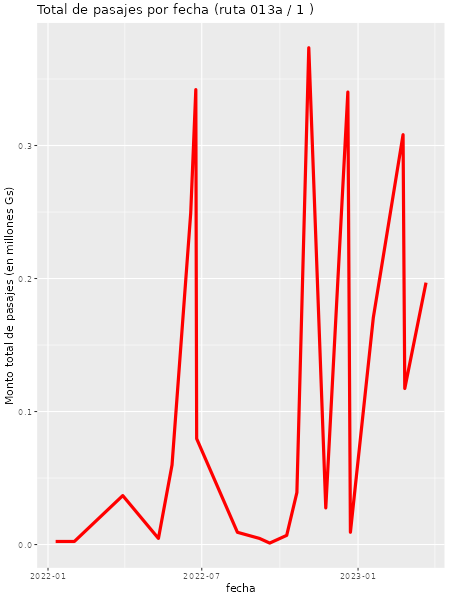 Total de pasajes por fecha (ruta 013a / 1 )
Monto total de pasajes (en millones Gs)
0.3
0.2
0.1
0.0
2022-01 2022-07 2023-01
fecha